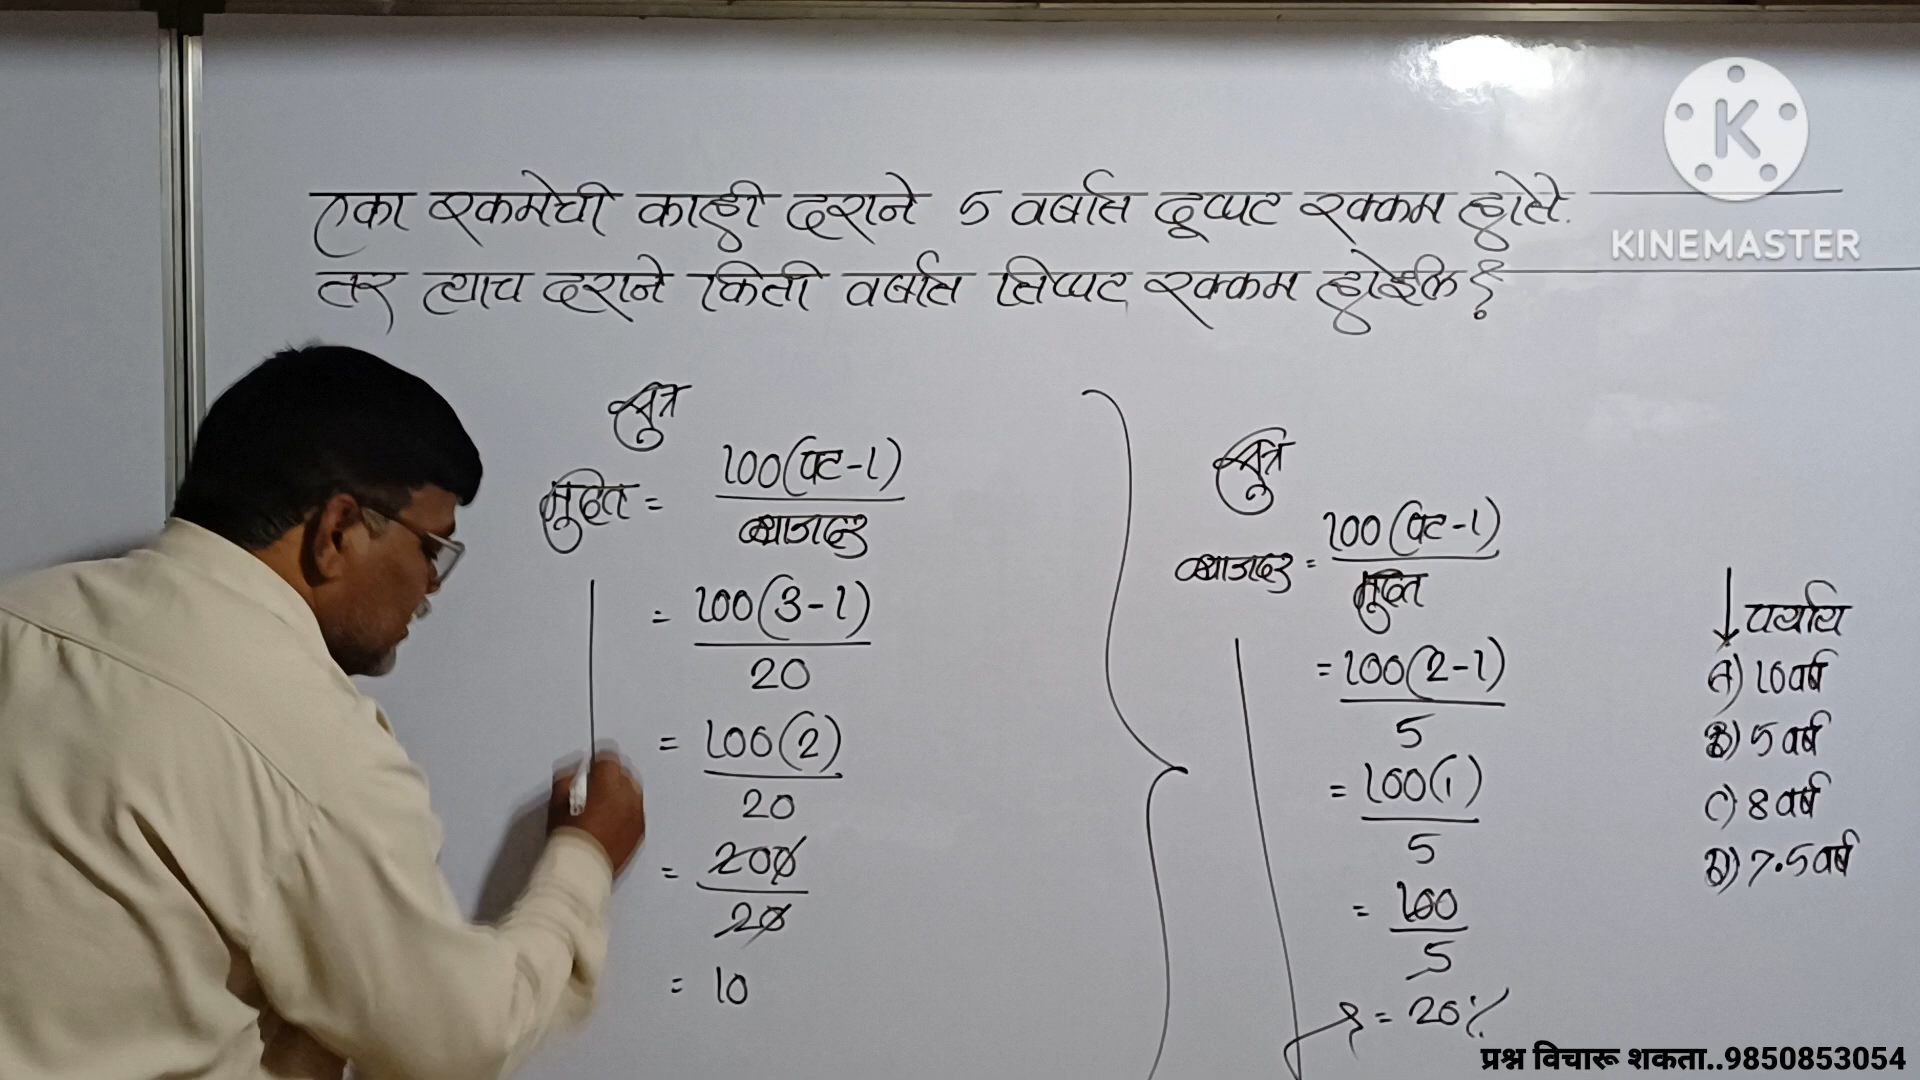 एका रकमेची काही दराने 5 वर्षात दूप्पट रक्कम होते.
तर त्याच दराने किती वर्षात तिप्पट रक्कम होईल ?
सूत्र
मुदत = 100(पट-1)
व्याजदर
= 100(3-1)
20
= 100(2)
20
= 200
20
= 10
सूत्र
व्याजदर = 100(पट-1)
मुदत
= 100(2-1)
5
= 100(1)
5
= 100
5
= 20%
पर्याय
A) 10 वर्ष
B) 5 वर्ष
C) 8 वर्ष
D) 7.5 वर्ष
K
KINEMASTER
प्रश्न विचारू शकता..9850853054